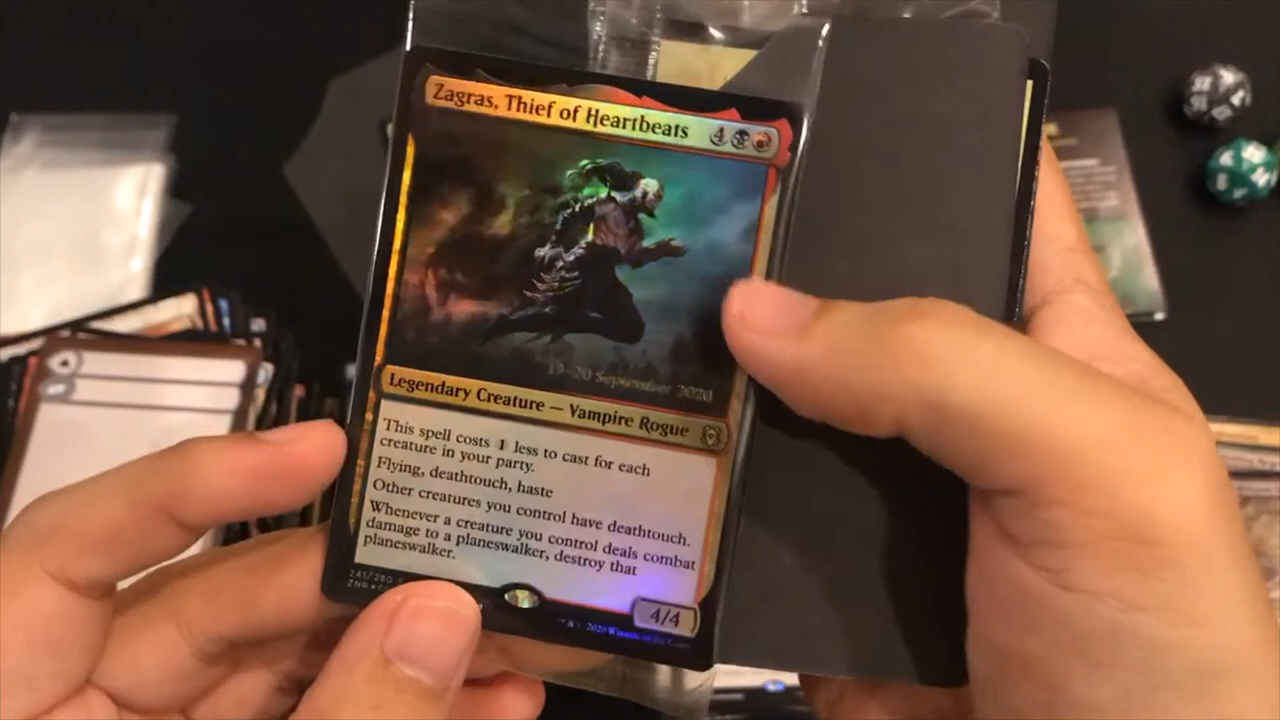 Zagras, Thief of Heartbeats 4
19–20 September 2020
Legendary Creature — Vampire Rogue
This spell costs 1 less to cast for each
creature in your party.
Flying, deathtouch, haste
Other creatures you control have deathtouch.
Whenever a creature you control deals combat
damage to a planeswalker, destroy that
planeswalker.
4/4
241/280
ZNR
2020 Wizards of the Coast